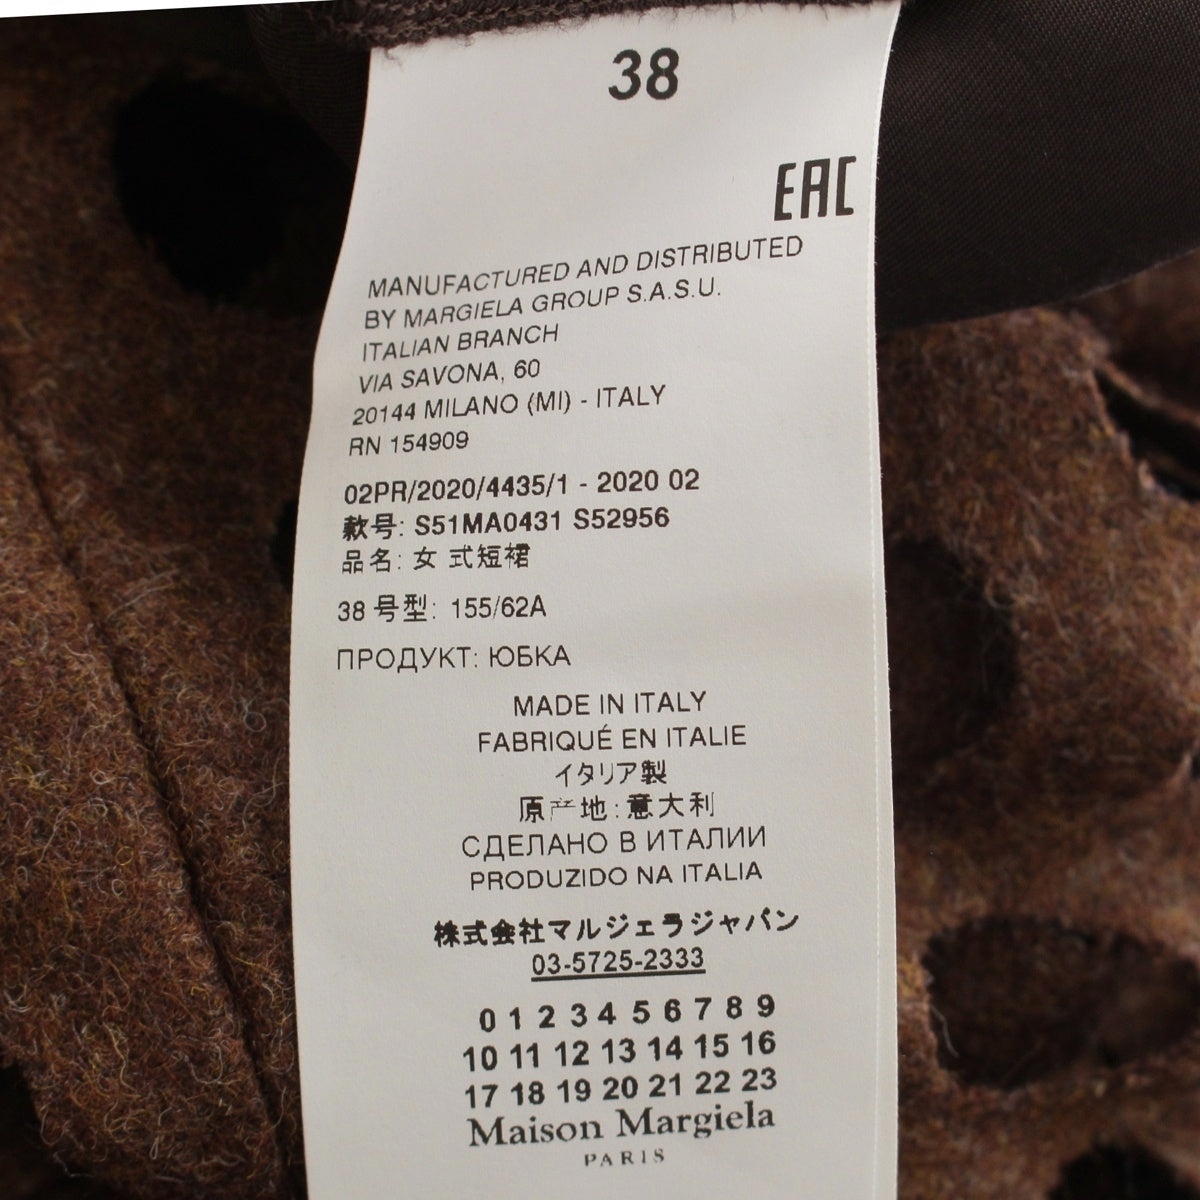 38
EAC
MANUFACTURED AND DISTRIBUTED
BY MARGIELA GROUP S.A.S.U.
ITALIAN BRANCH
VIA SAVONA, 60
20144 MILANO (MI) - ITALY
RN 154909
02PR/2020/4435/1 - 2020 02
款号: S51MA0431 S52956
品名: 女 式短裙
38 号型: 155/62A
ПРОДУКТ: ЮБКА
MADE IN ITALY
FABRIQUÉ EN ITALIE
イタリア製
原产地:意大利
СДЕЛАНО В ИТАЛИИ
PRODUZIDO NA ITALIA
株式会社マルジェラジャパン
03-5725-2333
0 1 2 3 4 5 6 7 8 9
10 11 12 13 14 15 16
17 18 19 20 21 22 23
Maison Margiela
PARIS